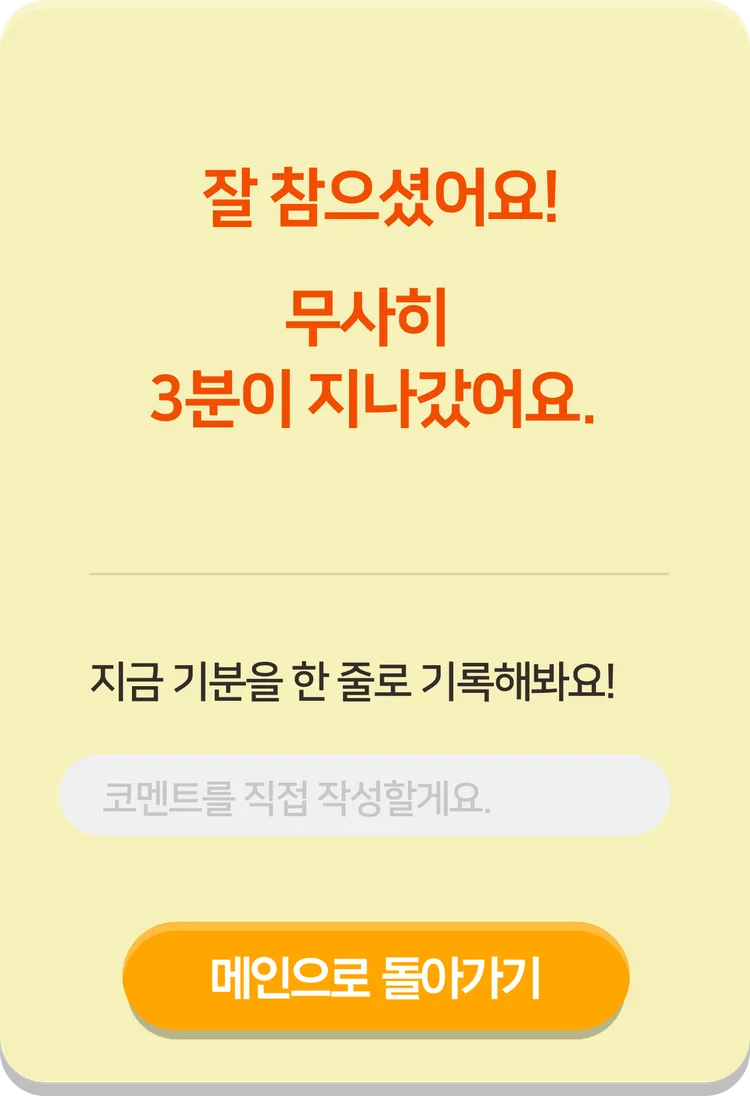 잘 참으셨어요!
무사히
3분이 지나갔어요.
지금 기분을 한 줄로 기록해봐요!
코멘트를 직접 작성할게요.
메인으로 돌아가기